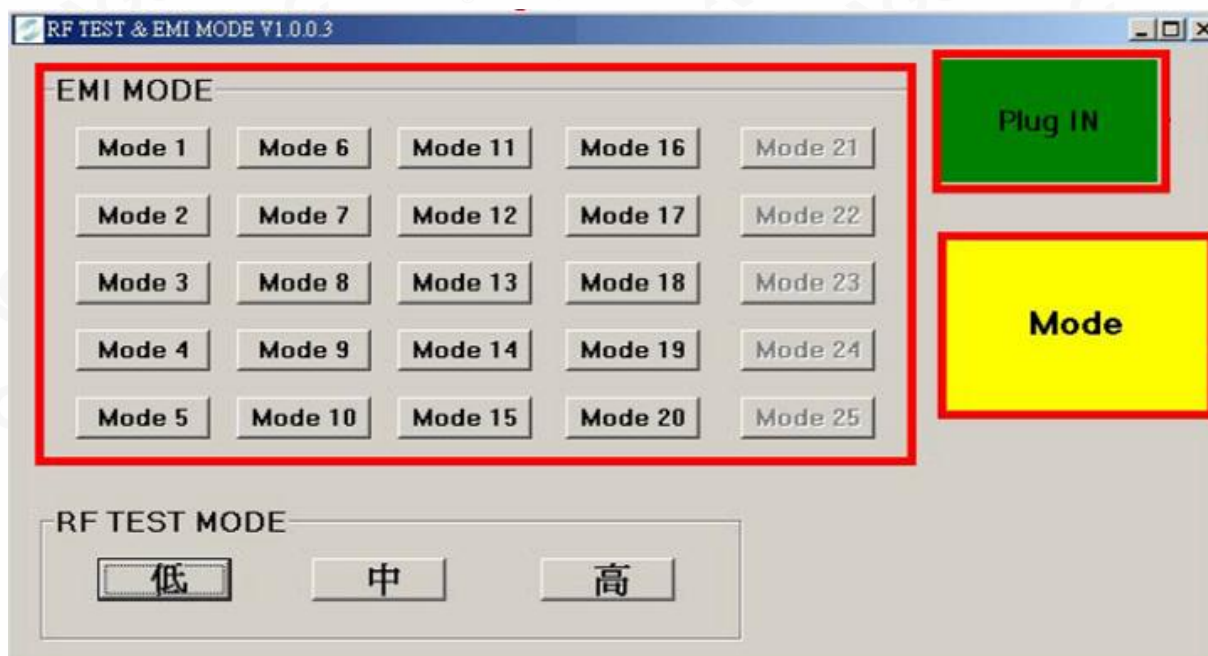 RF TEST & EMI MODE V1.0.0.3
EMI MODE
Plug IN
Mode 1 Mode 6 Mode 11 Mode 16 Mode 21
Mode 2 Mode 7 Mode 12 Mode 17 Mode 22
Mode 3 Mode 8 Mode 13 Mode 18 Mode 23
Mode
Mode 4 Mode 9 Mode 14 Mode 19 Mode 24
Mode 5 Mode 10 Mode 15 Mode 20 Mode 25
RF TEST MODE
低 中 高